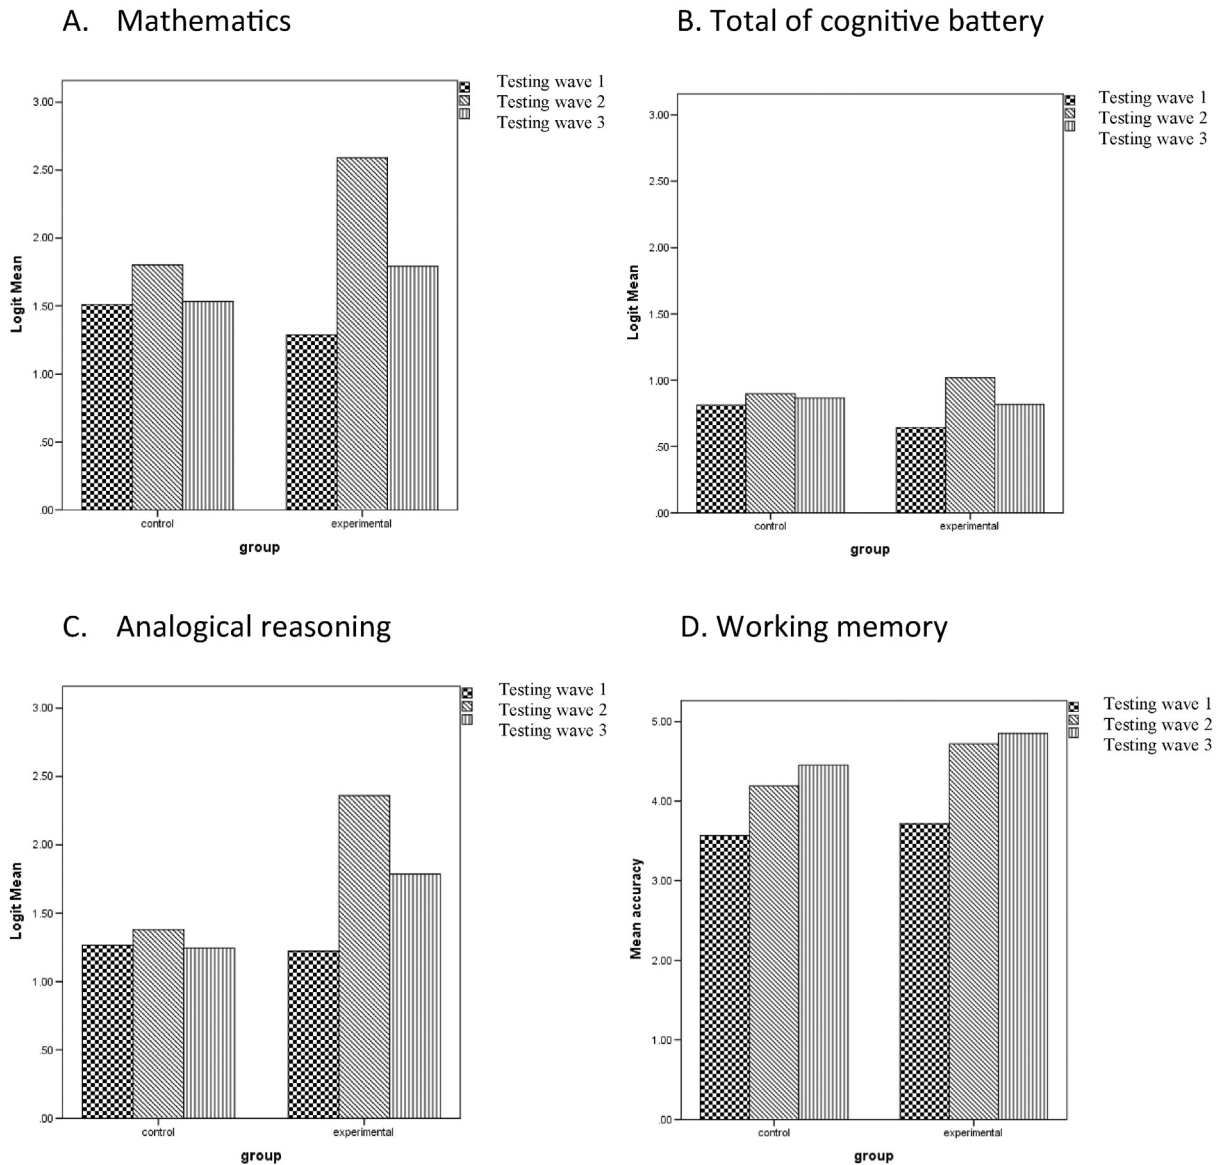 A. Mathematics
Testing wave 1
Testing wave 2
Testing wave 3
3.00
2.50
2.00
1.50
1.00
.50
.00
Logit Mean
control
experimental
group
B. Total of cognitive battery
Testing wave 1
Testing wave 2
Testing wave 3
3.00
2.50
2.00
1.50
1.00
.50
.00
Logit Mean
control
experimental
group
C. Analogical reasoning
Testing wave 1
Testing wave 2
Testing wave 3
3.00
2.50
2.00
1.50
1.00
.50
.00
Logit Mean
control
experimental
group
D. Working memory
Testing wave 1
Testing wave 2
Testing wave 3
5.00
4.00
3.00
2.00
1.00
.00
Mean accuracy
control
experimental
group